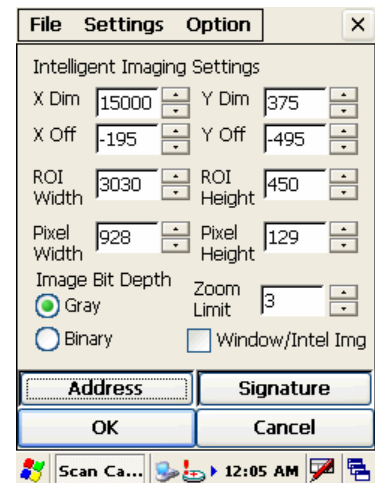 File Settings Option ×
Intelligent Imaging Settings
X Dim 15000 Y Dim 375
X Off -195 Y Off -495
ROI Width 3030 ROI Height 450
Pixel Width 928 Pixel Height 129
Image Bit Depth
Gray Zoom Limit 3
Binary Window/Intel Img
Address Signature
OK Cancel
Scan Ca... 12:05 AM